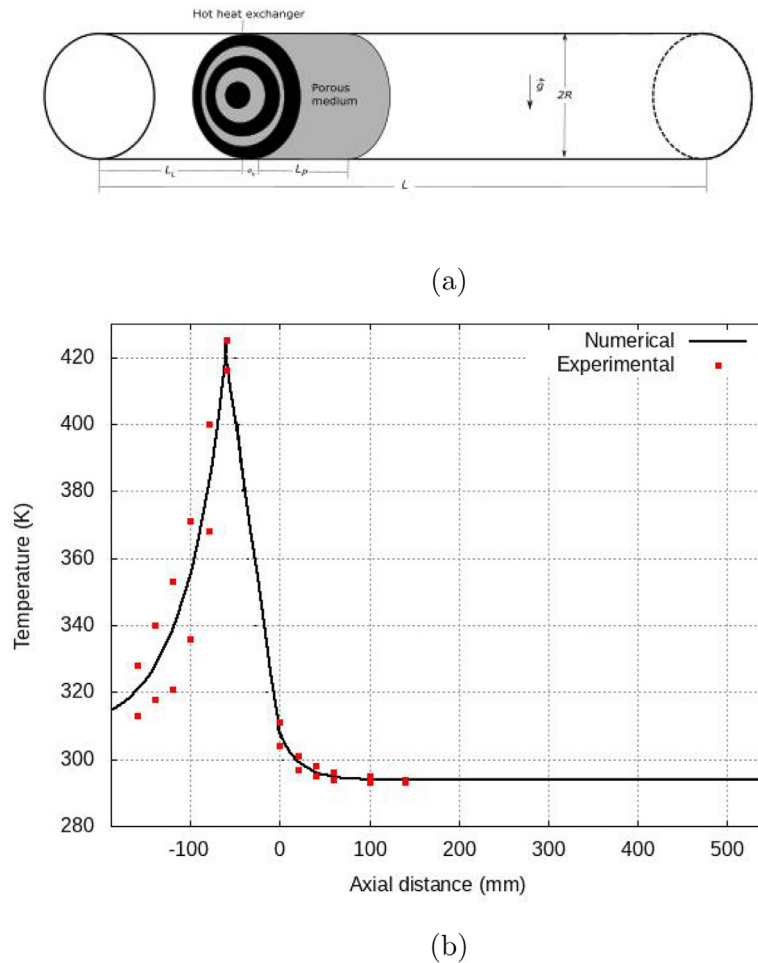 Hot heat exchanger
Porous
medium
g
2R
L_L
L_P
L
(a)
Numerical
Experimental
420
400
380
360
340
320
300
280
Temperature (K)
-100 0 100 200 300 400 500
Axial distance (mm)
(b)